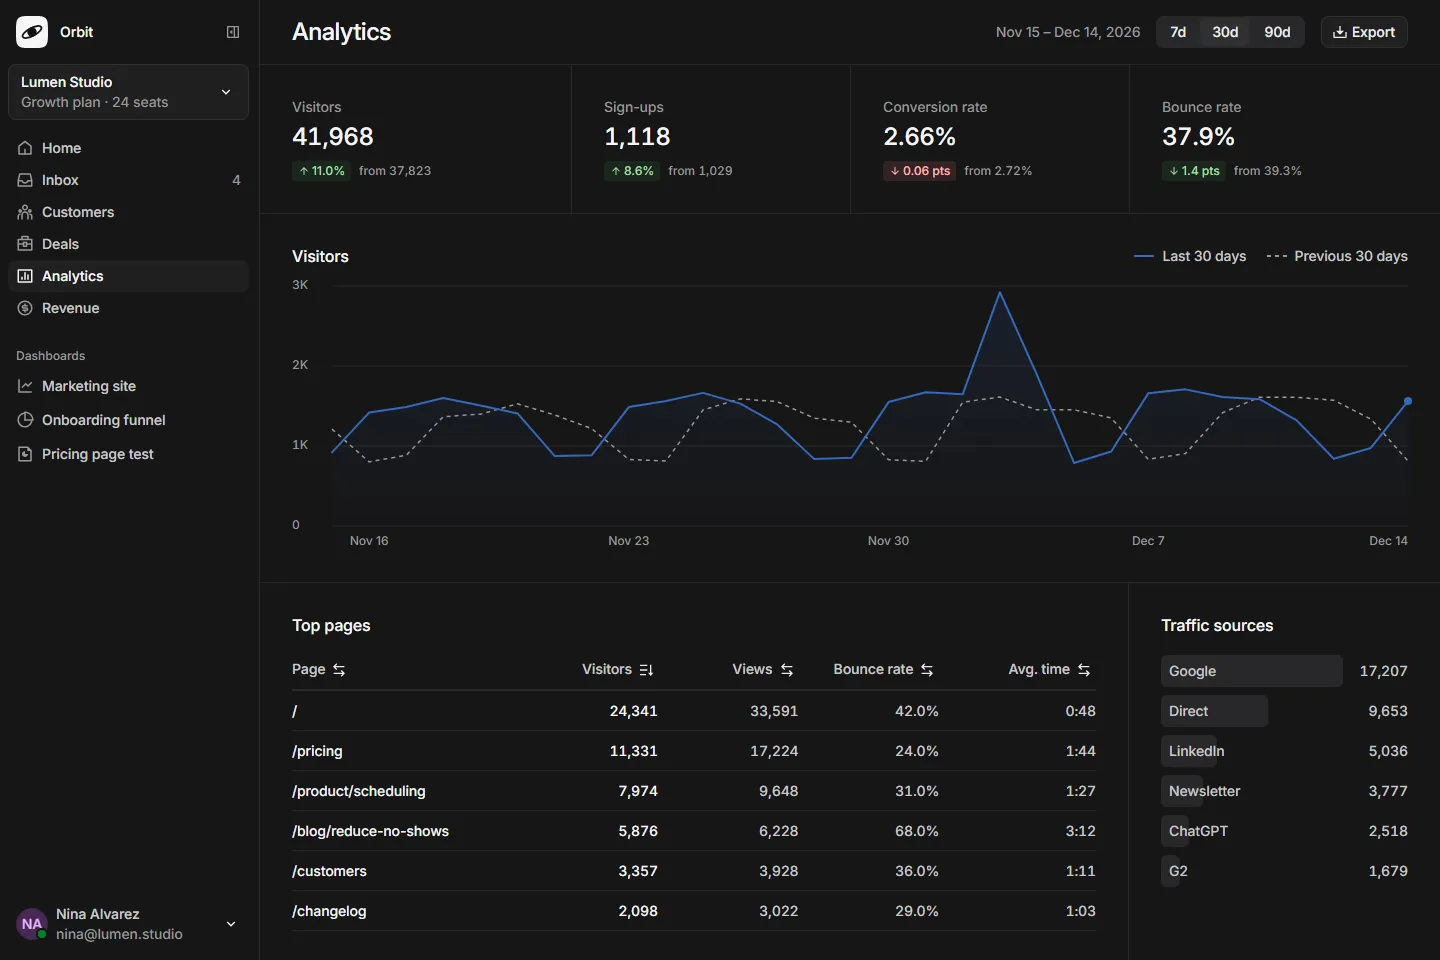 Orbit
Lumen Studio
Growth plan · 24 seats
Home
Inbox 4
Customers
Deals
Analytics
Revenue
Dashboards
Marketing site
Onboarding funnel
Pricing page test
NA
Nina Alvarez
nina@lumen.studio
Analytics
Nov 15 – Dec 14, 2026 7d 30d 90d Export
Visitors
41,968
↑ 11.0% from 37,823
Sign-ups
1,118
↑ 8.6% from 1,029
Conversion rate
2.66%
↓ 0.06 pts from 2.72%
Bounce rate
37.9%
↓ 1.4 pts from 39.3%
Visitors
Last 30 days Previous 30 days
3K
2K
1K
0
Nov 16 Nov 23 Nov 30 Dec 7 Dec 14
Top pages
Page Visitors Views Bounce rate Avg. time
/ 24,341 33,591 42.0% 0:48
/pricing 11,331 17,224 24.0% 1:44
/product/scheduling 7,974 9,648 31.0% 1:27
/blog/reduce-no-shows 5,876 6,228 68.0% 3:12
/customers 3,357 3,928 36.0% 1:11
/changelog 2,098 3,022 29.0% 1:03
Traffic sources
Google 17,207
Direct 9,653
LinkedIn 5,036
Newsletter 3,777
ChatGPT 2,518
G2 1,679